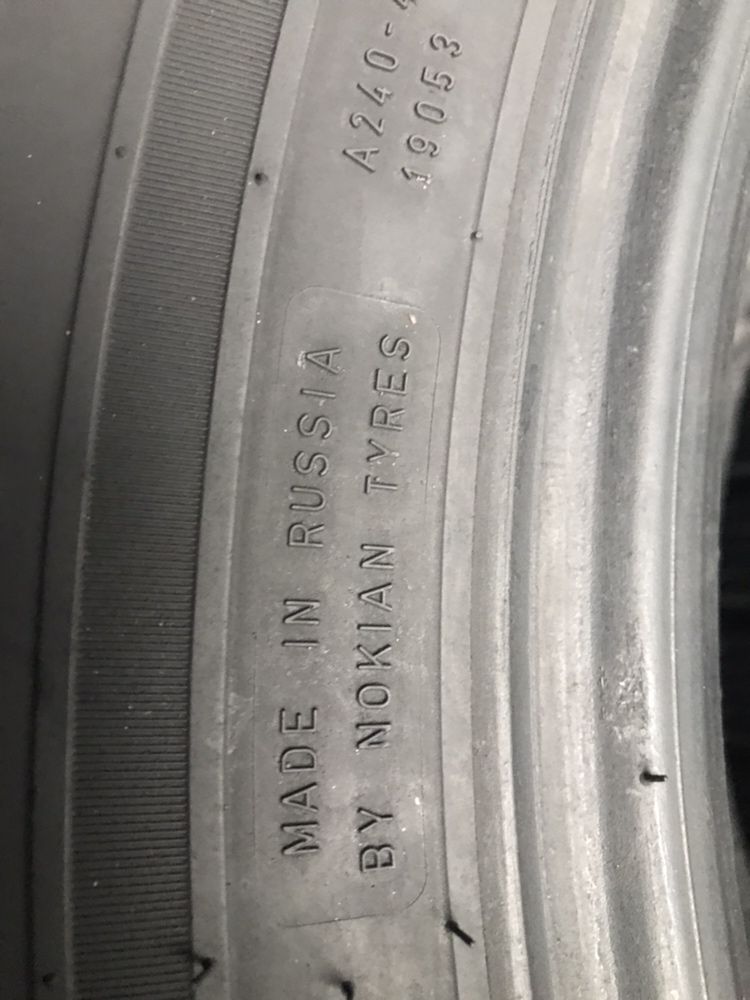 A240-
19053
MADE IN RUSSIA
BY NOKIAN TYRES